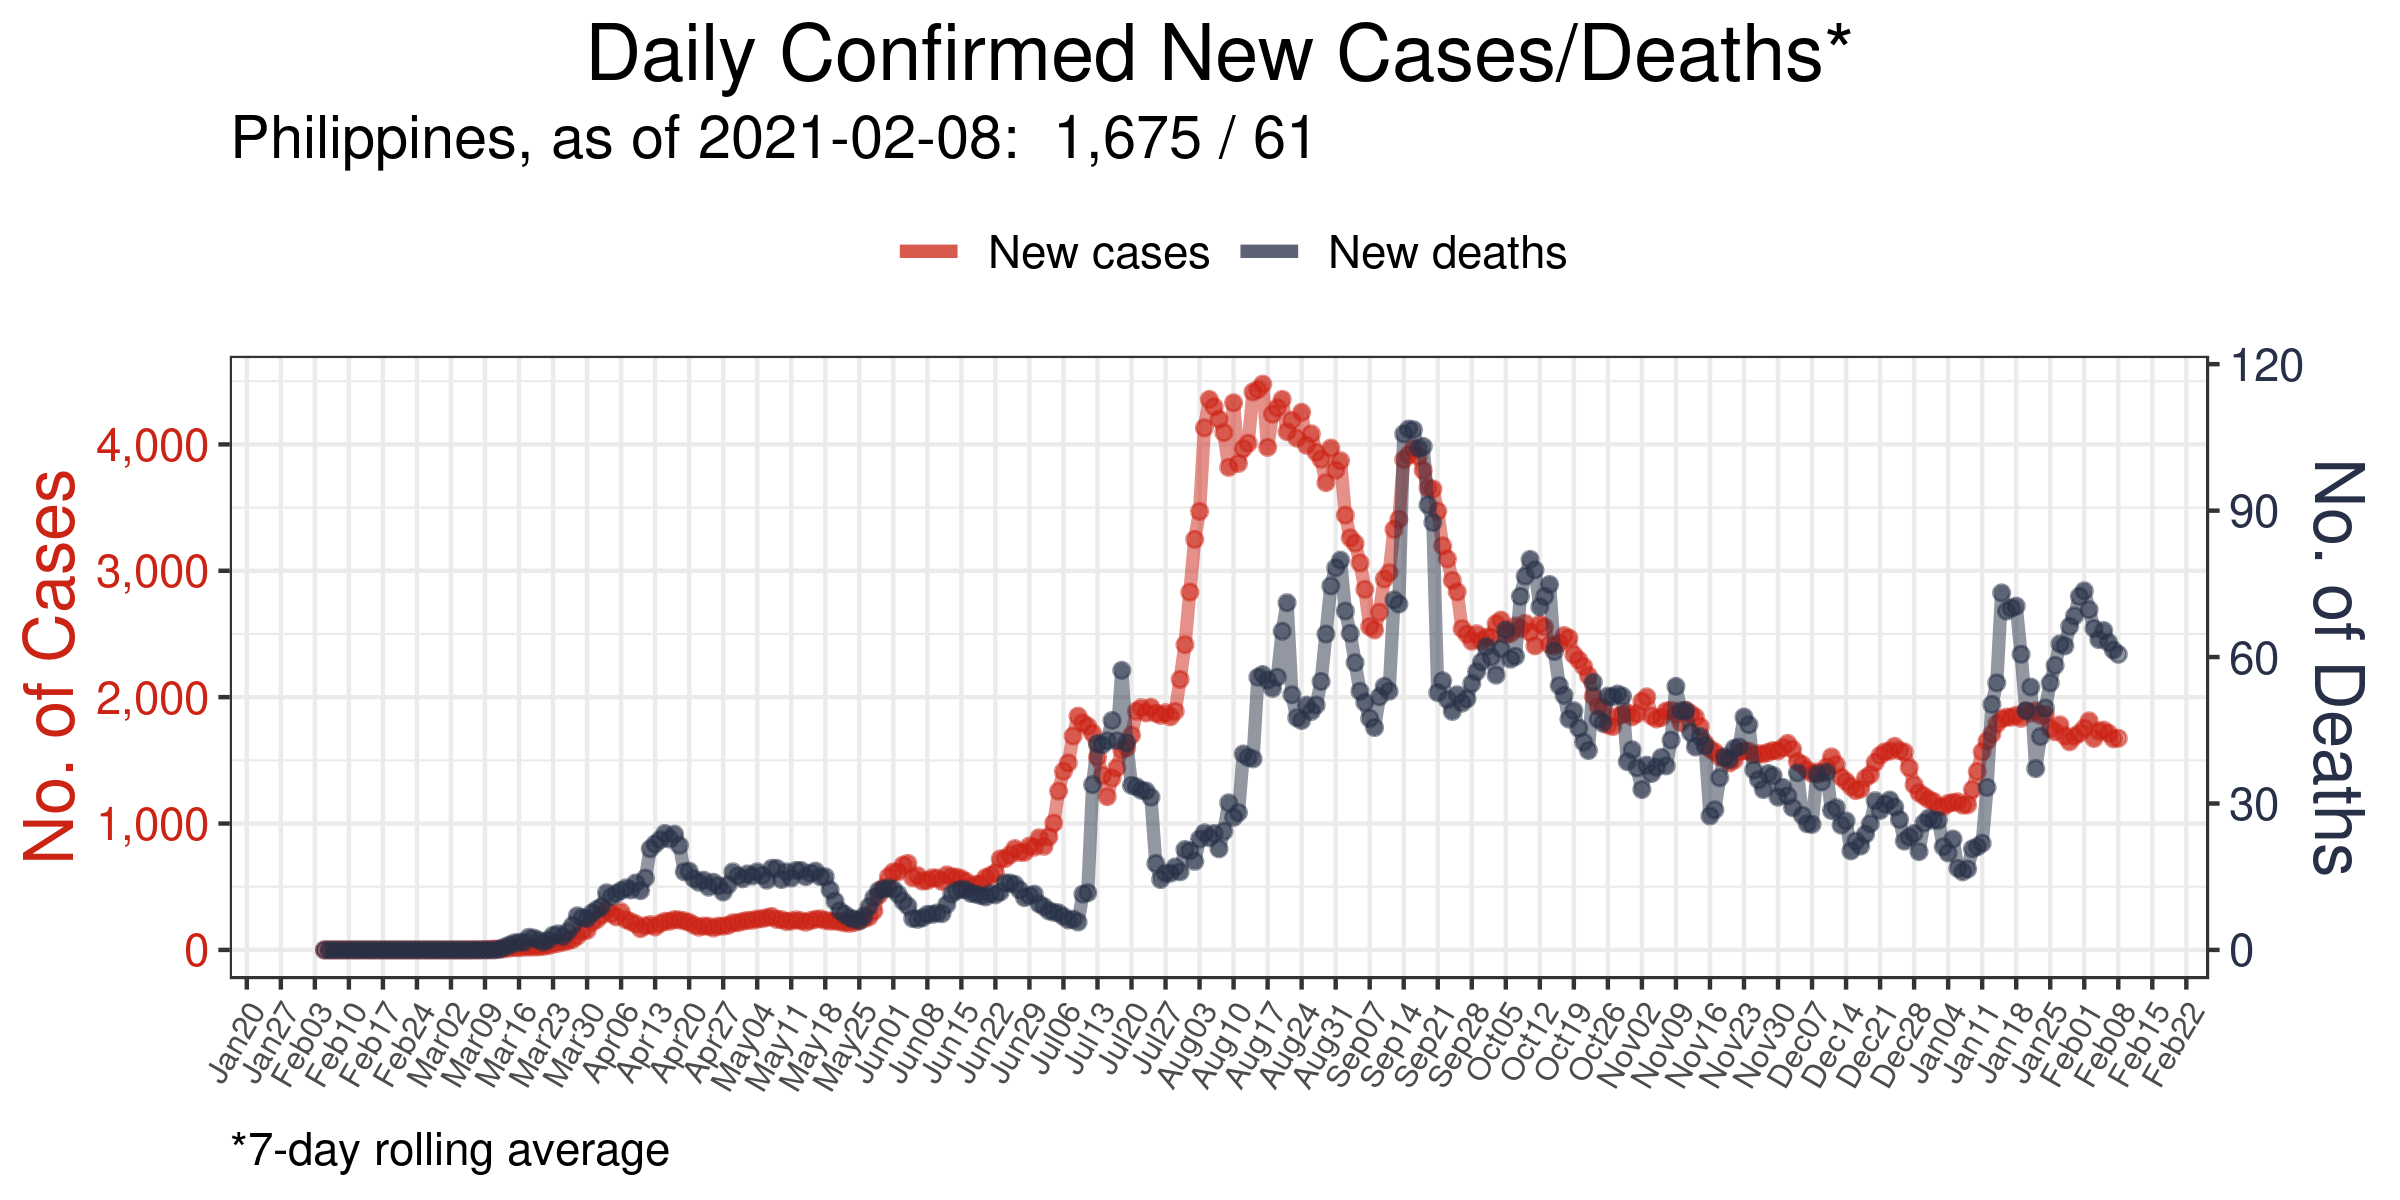 Daily Confirmed New Cases/Deaths*
Philippines, as of 2021-02-08:  1,675 / 61
New cases
New deaths
No. of Cases
4,000
3,000
2,000
1,000
0
120
90
60
30
0
No. of Deaths
Jan20
Jan27
Feb03
Feb10
Feb17
Feb24
Mar02
Mar09
Mar16
Mar23
Mar30
Apr06
Apr13
Apr20
Apr27
May04
May11
May18
May25
Jun01
Jun08
Jun15
Jun22
Jun29
Jul06
Jul13
Jul20
Jul27
Aug03
Aug10
Aug17
Aug24
Aug31
Sep07
Sep14
Sep21
Sep28
Oct05
Oct12
Oct19
Oct26
Nov02
Nov09
Nov16
Nov23
Nov30
Dec07
Dec14
Dec21
Dec28
Jan04
Jan11
Jan18
Jan25
Feb01
Feb08
Feb15
Feb22
*7-day rolling average